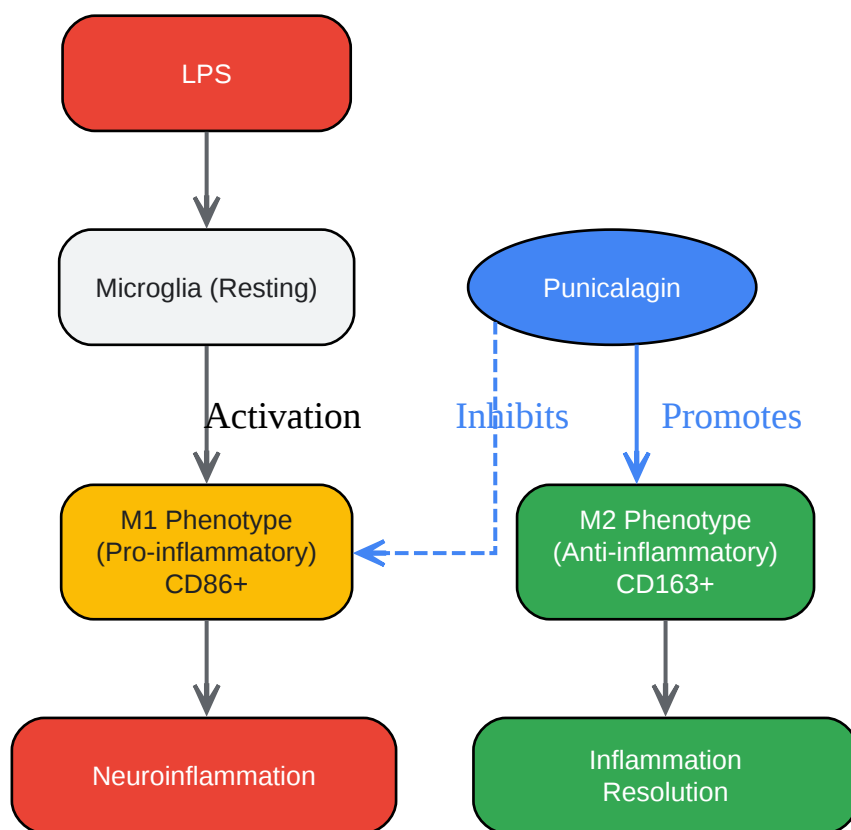 LPS
Microglia (Resting)
Punicalagin
Activation
Inhibits
Promotes
M1 Phenotype
(Pro-inflammatory)
CD86+
M2 Phenotype
(Anti-inflammatory)
CD163+
Neuroinflammation
Inflammation
Resolution